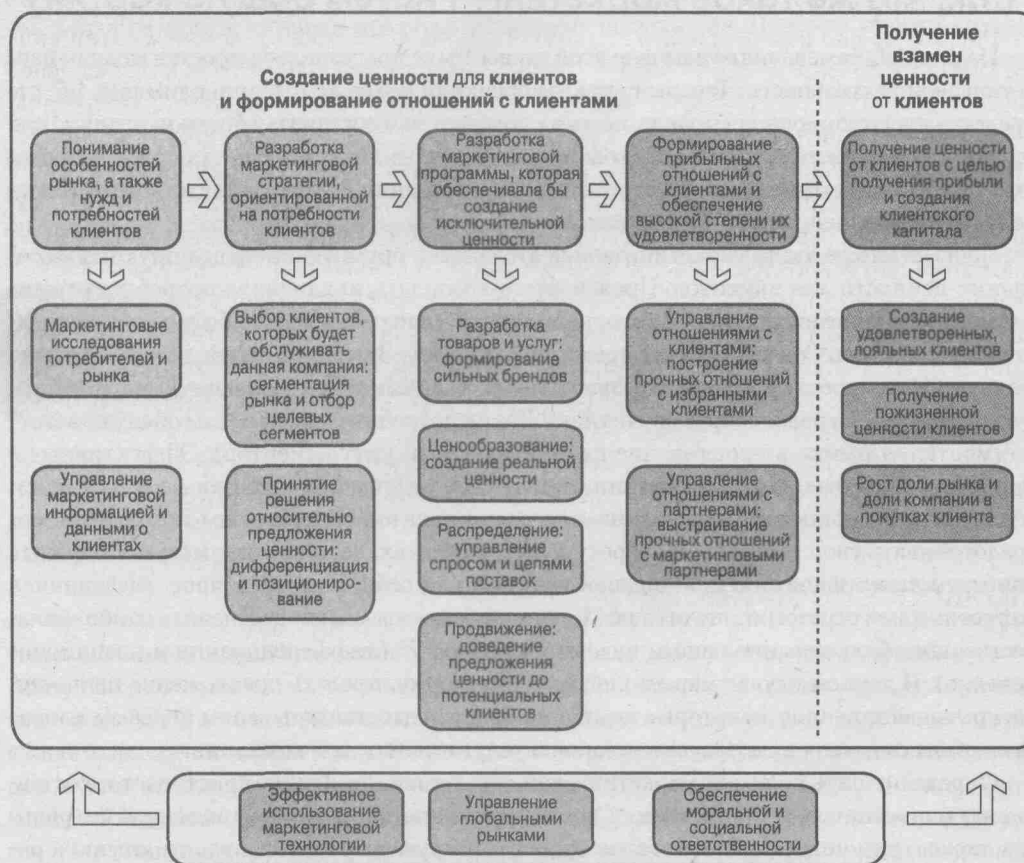 Создание ценности для клиентов
и формирование отношений с клиентами
Получение
взамен
ценности
от клиентов
Понимание
особенностей
рынка, а также
нужд и
потребностей
клиентов
Разработка
маркетинговой
стратегии,
ориентированной
на потребности
клиентов
Разработка
маркетинговой
программы, которая
обеспечивала бы
создание
исключительной
ценности
Формирование
прибыльных
отношений с
клиентами и
обеспечение
высокой степени их
удовлетворенности
Получение ценности
от клиентов с целью
получения прибыли
и создания
клиентского
капитала
Маркетинговые
исследования
потребителей и
рынка
Управление
маркетинговой
информацией и
данными о
клиентах
Выбор клиентов,
которых будет
обслуживать
данная компания:
сегментация
рынка и отбор
целевых
сегментов
Принятие
решения
относительно
предложения
ценности:
дифференциация
и позициониро-
вание
Разработка
товаров и услуг:
формирование
сильных брендов
Ценообразование:
создание реальной
ценности
Распределение:
управление
спросом и цепями
поставок
Продвижение:
доведение
предложения
ценности до
потенциальных
клиентов
Управление
отношениями с
клиентами:
построение
прочных отношений
с избранными
клиентами
Управление
отношениями с
партнерами:
выстраивание
прочных отношений
с маркетинговыми
партнерами
Создание
удовлетворенных,
лояльных клиентов
Получение
пожизненной
ценности клиентов
Рост доли рынка и
доли компании в
покупках клиента
Эффективное
использование
маркетинговой
технологии
Управление
глобальными
рынками
Обеспечение
моральной и
социальной
ответственности